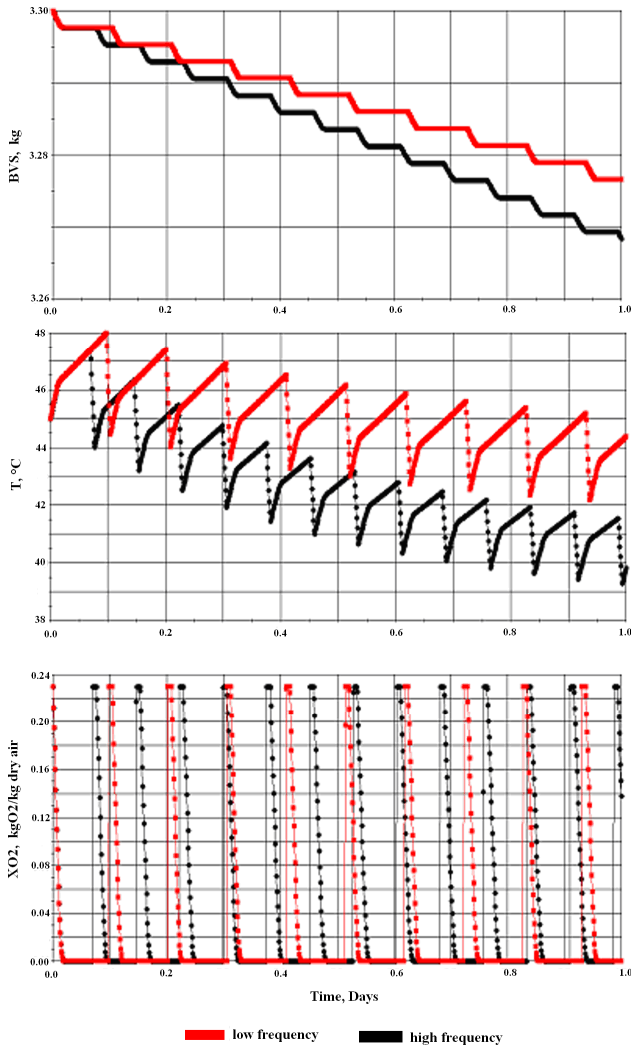 3.30
3.28
3.26
BVS, kg
0.0 0.2 0.4 0.6 0.8 1.0
48
46
44
42
40
38
T, °C
0.0 0.2 0.4 0.6 0.8 1.0
0.24
0.20
0.16
0.12
0.08
0.04
0.00
XO2, kgO2/kg dry air
0.0 0.2 0.4 0.6 0.8 1.0
Time, Days
low frequency high frequency